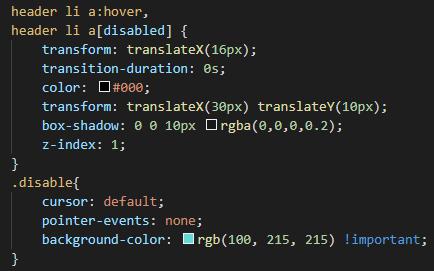 header li a:hover,
header li a[disabled] {
    transform: translateX(16px);
    transition-duration: 0s;
    color: #000;
    transform: translateX(30px) translateY(10px);
    box-shadow: 0 0 10px rgba(0,0,0,0.2);
    z-index: 1;
}
.disable{
    cursor: default;
    pointer-events: none;
    background-color: rgb(100, 215, 215) !important;
}